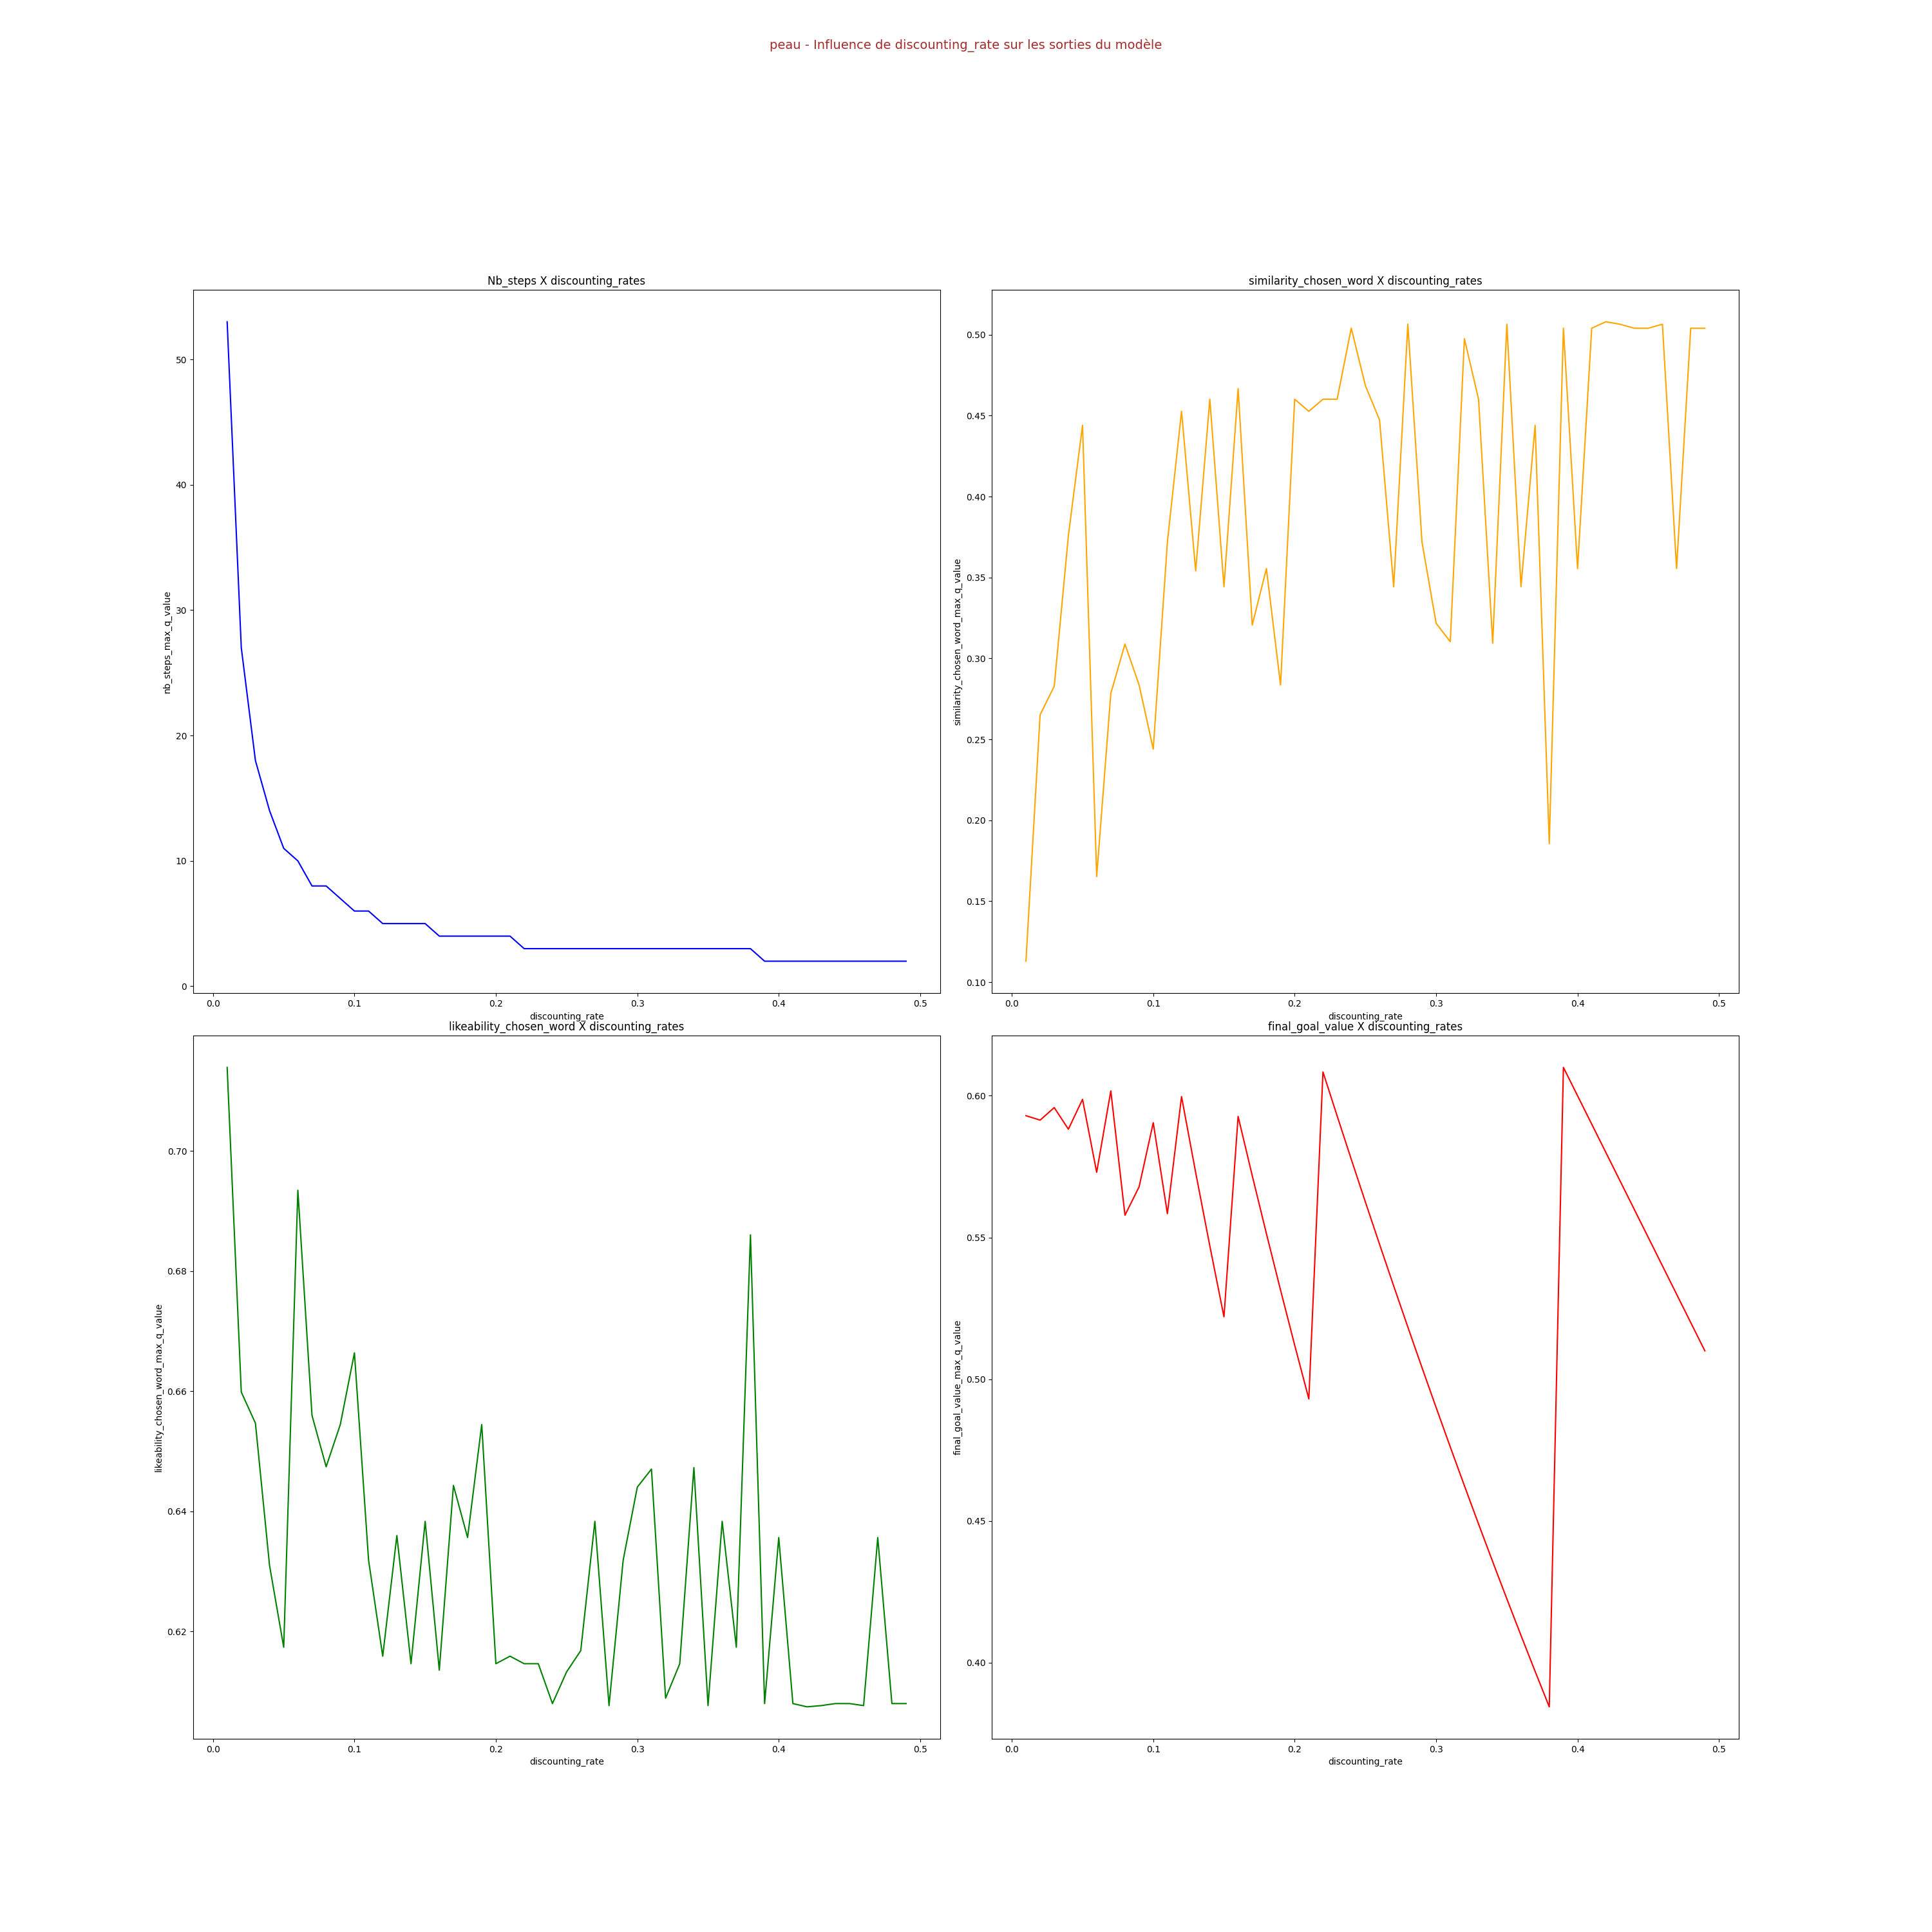 peau - Influence de discounting_rate sur les sorties du modèle
Nb_steps X discounting_rates
nb_steps_max_q_value
50
40
30
20
10
0
0.0 0.1 0.2 0.3 0.4 0.5
discounting_rate
similarity_chosen_word X discounting_rates
similarity_chosen_word_max_q_value
0.50
0.45
0.40
0.35
0.30
0.25
0.20
0.15
0.10
0.0 0.1 0.2 0.3 0.4 0.5
discounting_rate
likeability_chosen_word X discounting_rates
likeability_chosen_word_max_q_value
0.70
0.68
0.66
0.64
0.62
0.0 0.1 0.2 0.3 0.4 0.5
discounting_rate
final_goal_value X discounting_rates
final_goal_value_max_q_value
0.60
0.55
0.50
0.45
0.40
0.0 0.1 0.2 0.3 0.4 0.5
discounting_rate